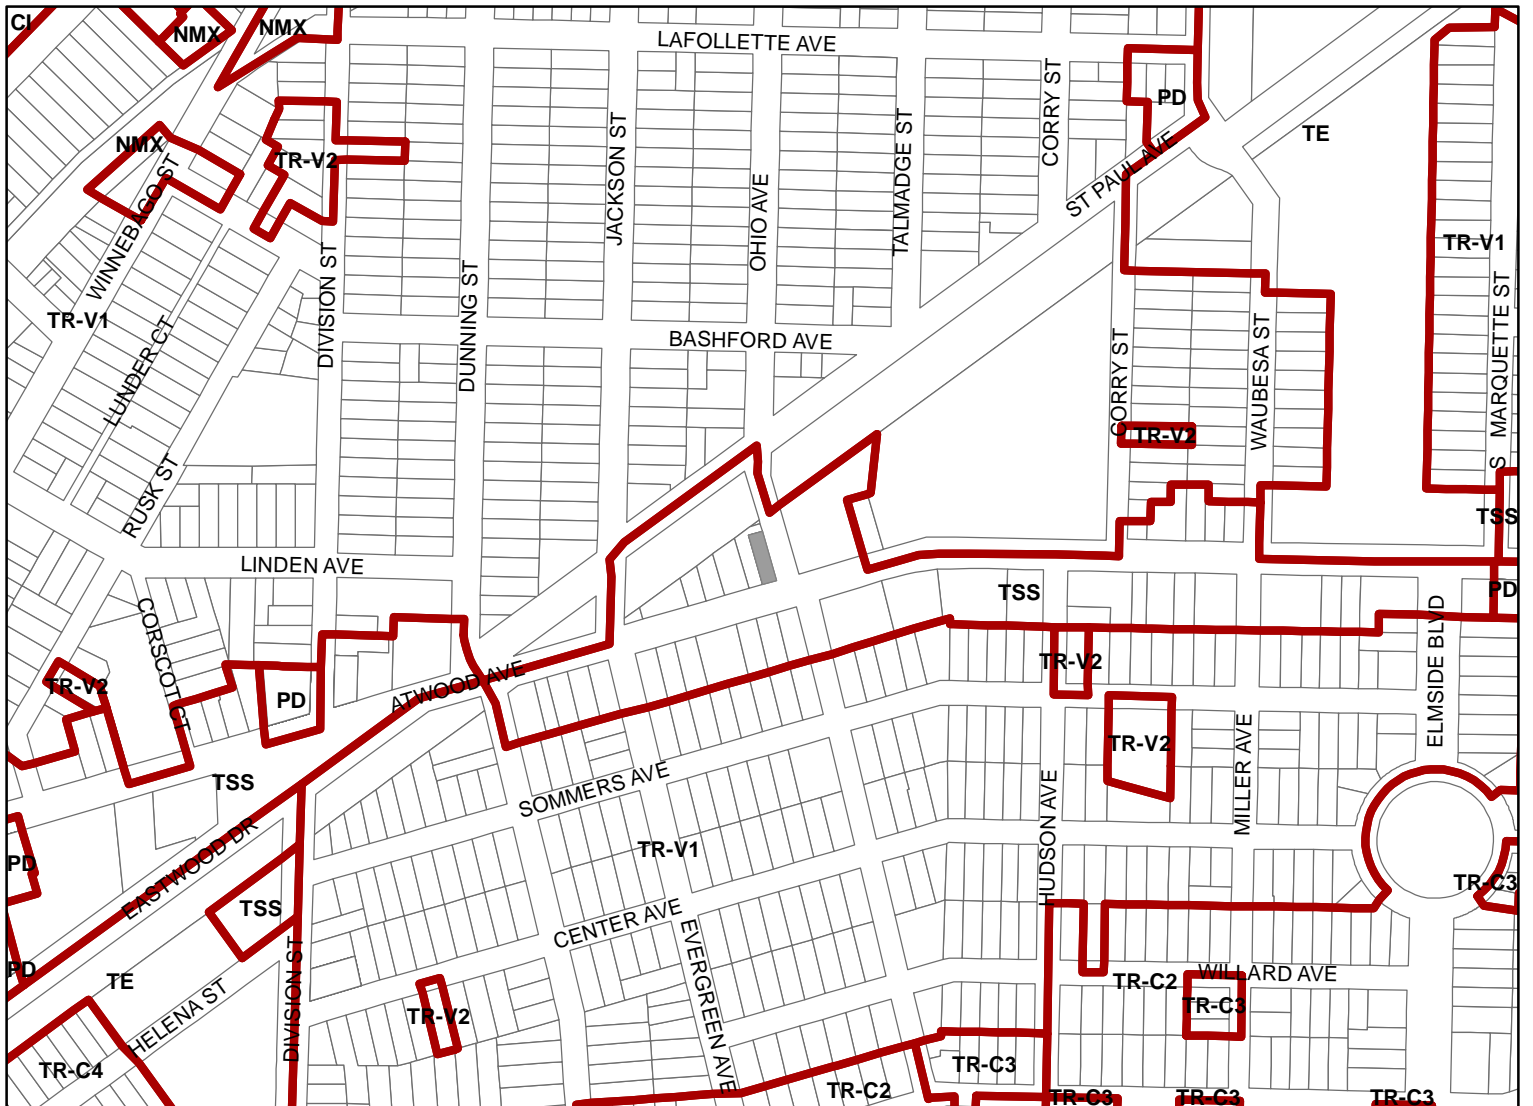 CI
NMX
NMX
LAFOLLETTE AVE
PD
TE
NMX
TR-V2
JACKSON ST
TALMADGE ST
CORRY ST
ST PAUL AVE
WINNEBAGO ST
OHIO AVE
TR-V1
DIVISION ST
DUNNING ST
TR-V1
LUNDER CT
BASHFORD AVE
CORRY ST
WAUBESA ST
S MARQUETTE ST
TR-V2
RUSK ST
TSS
LINDEN AVE
TSS
PD
CORSCOT CT
ELMSIDE BLVD
TR-V2
TR-V2
PD
ATWOOD AVE
TR-V2
MILLER AVE
TSS
SOMMERS AVE
HUDSON AVE
TR-V1
PD
EASTWOOD DR
TSS
TR-C3
CENTER AVE
EVERGREEN AVE
PD
TE
DIVISION ST
TR-C2
WILLARD AVE
HELENA ST
TR-V2
TR-C3
TR-C4
TR-C3
TR-C2
TR-C3
TR-C3
TR-C3